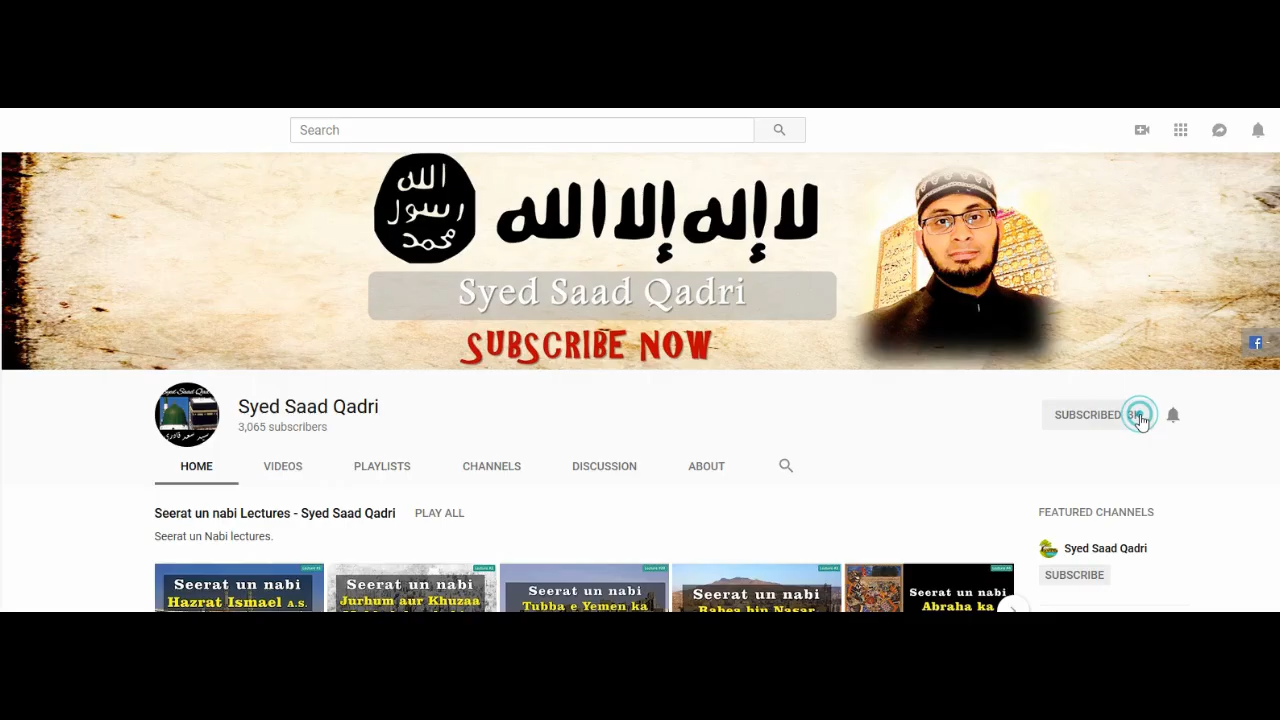 Search
الله
رسول
محمد
لا إله إلا الله
Syed Saad Qadri
SUBSCRIBE NOW
Syed Saad Qadri
3,065 subscribers
SUBSCRIBED
HOME VIDEOS PLAYLISTS CHANNELS DISCUSSION ABOUT
Seerat un nabi Lectures - Syed Saad Qadri PLAY ALL
Seerat un Nabi lectures.
FEATURED CHANNELS
Syed Saad Qadri
SUBSCRIBE
Seerat un nabi
Hazrat Ismael A.S.
Seerat un nabi
Jurhum aur Khuzaa
Seerat un nabi
Tubba e Yemen ka
Seerat un nabi
Rabea bin Nasar
Seerat un nabi
Abraha ka